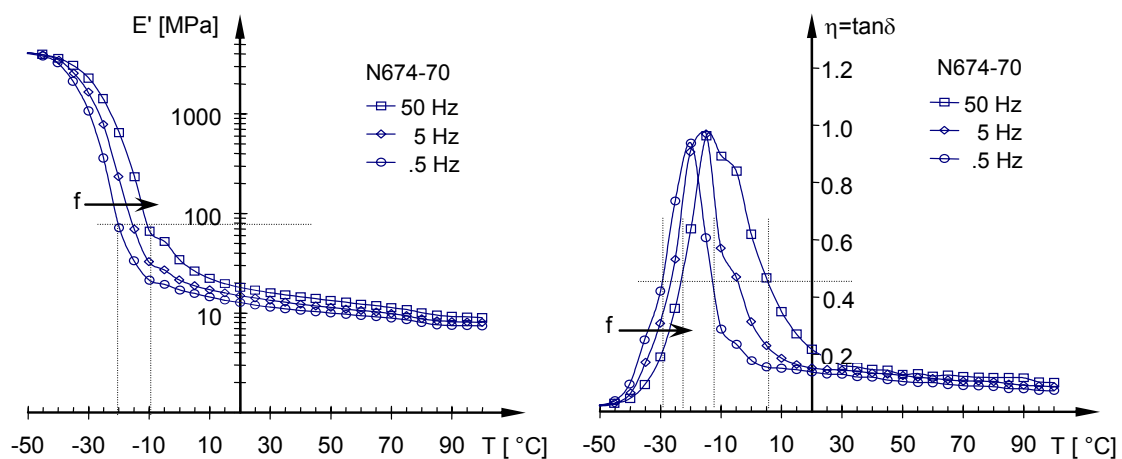 E' [MPa]
N674-70
50 Hz
5 Hz
.5 Hz
1000
100
10
f
-50 -30 -10 10 30 50 70 90 T [ °C]
η=tanδ
N674-70
50 Hz
5 Hz
.5 Hz
1.2
1.0
0.8
0.6
0.4
0.2
f
-50 -30 -10 10 30 50 70 90 T [ °C]